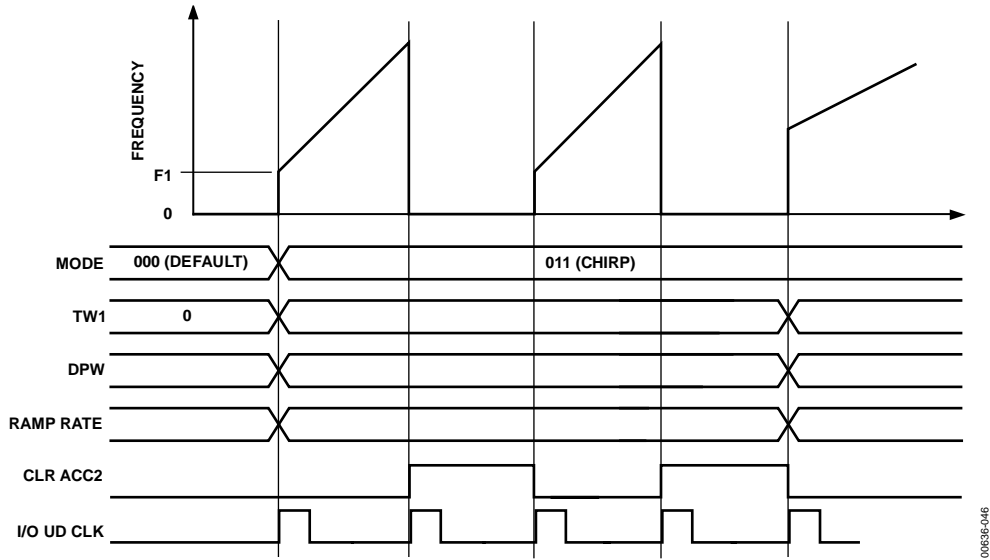 FREQUENCY
F1
0
MODE
000 (DEFAULT)
011 (CHIRP)
TW1
0
DPW
RAMP RATE
CLR ACC2
I/O UD CLK
00636-046